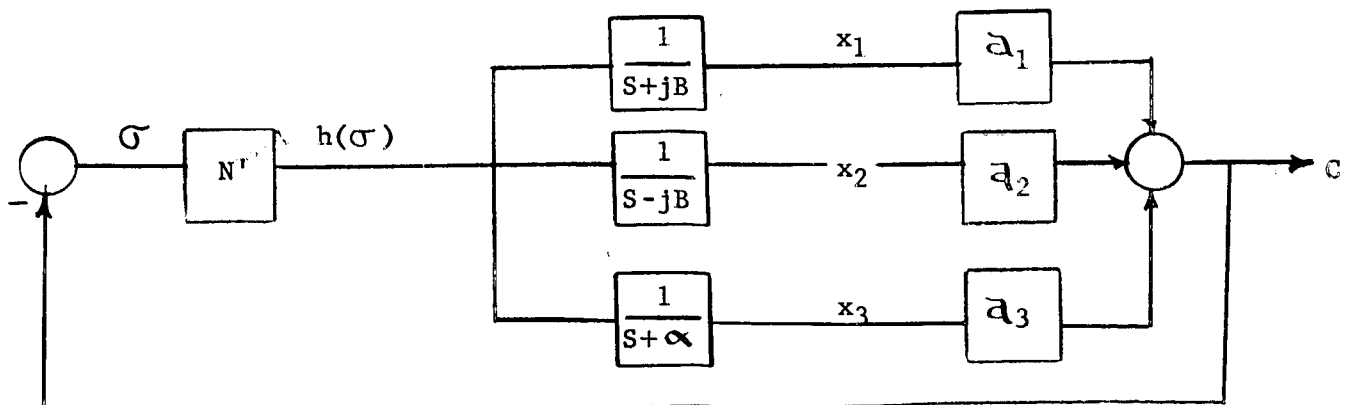 1
S+jB
x1
a1
σ
N'
h(σ)
1
S-jB
x2
a2
C
-
1
S+α
x3
a3